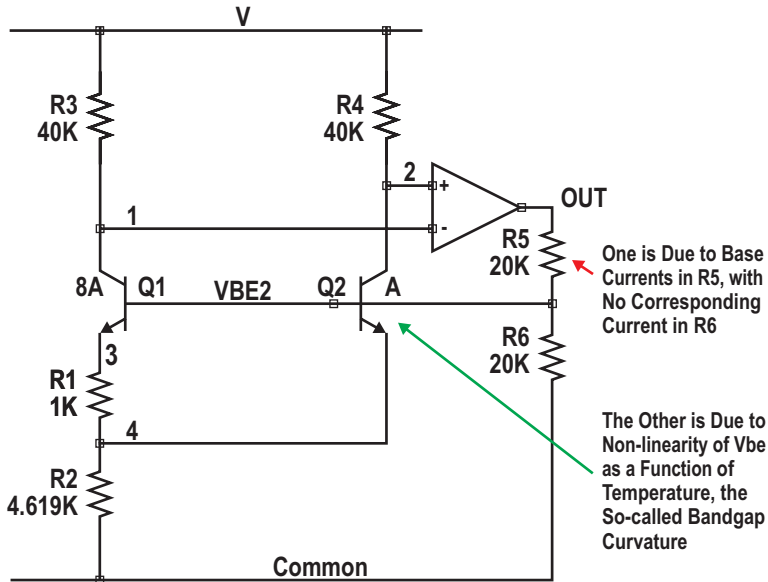 V
R3
40K
R4
40K
2
+
-
OUT
1
R5
20K
One is Due to Base
Currents in R5, with
No Corresponding
Current in R6
8A
Q1
VBE2
Q2
A
R6
20K
3
R1
1K
4
The Other is Due to
Non-linearity of Vbe
as a Function of
Temperature, the
So-called Bandgap
Curvature
R2
4.619K
Common